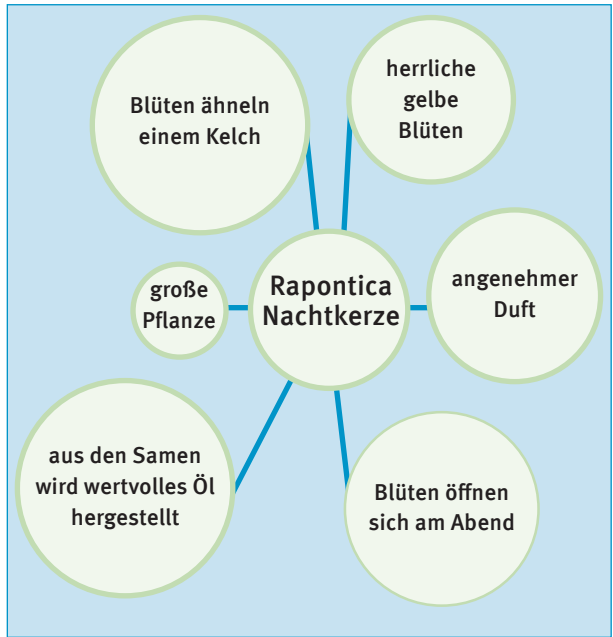 Blüten ähneln
einem Kelch
herrliche
gelbe
Blüten
große
Pflanze
Rapontica
Nachtkerze
angenehmer
Duft
aus den Samen
wird wertvolles Öl
hergestellt
Blüten öffnen
sich am Abend